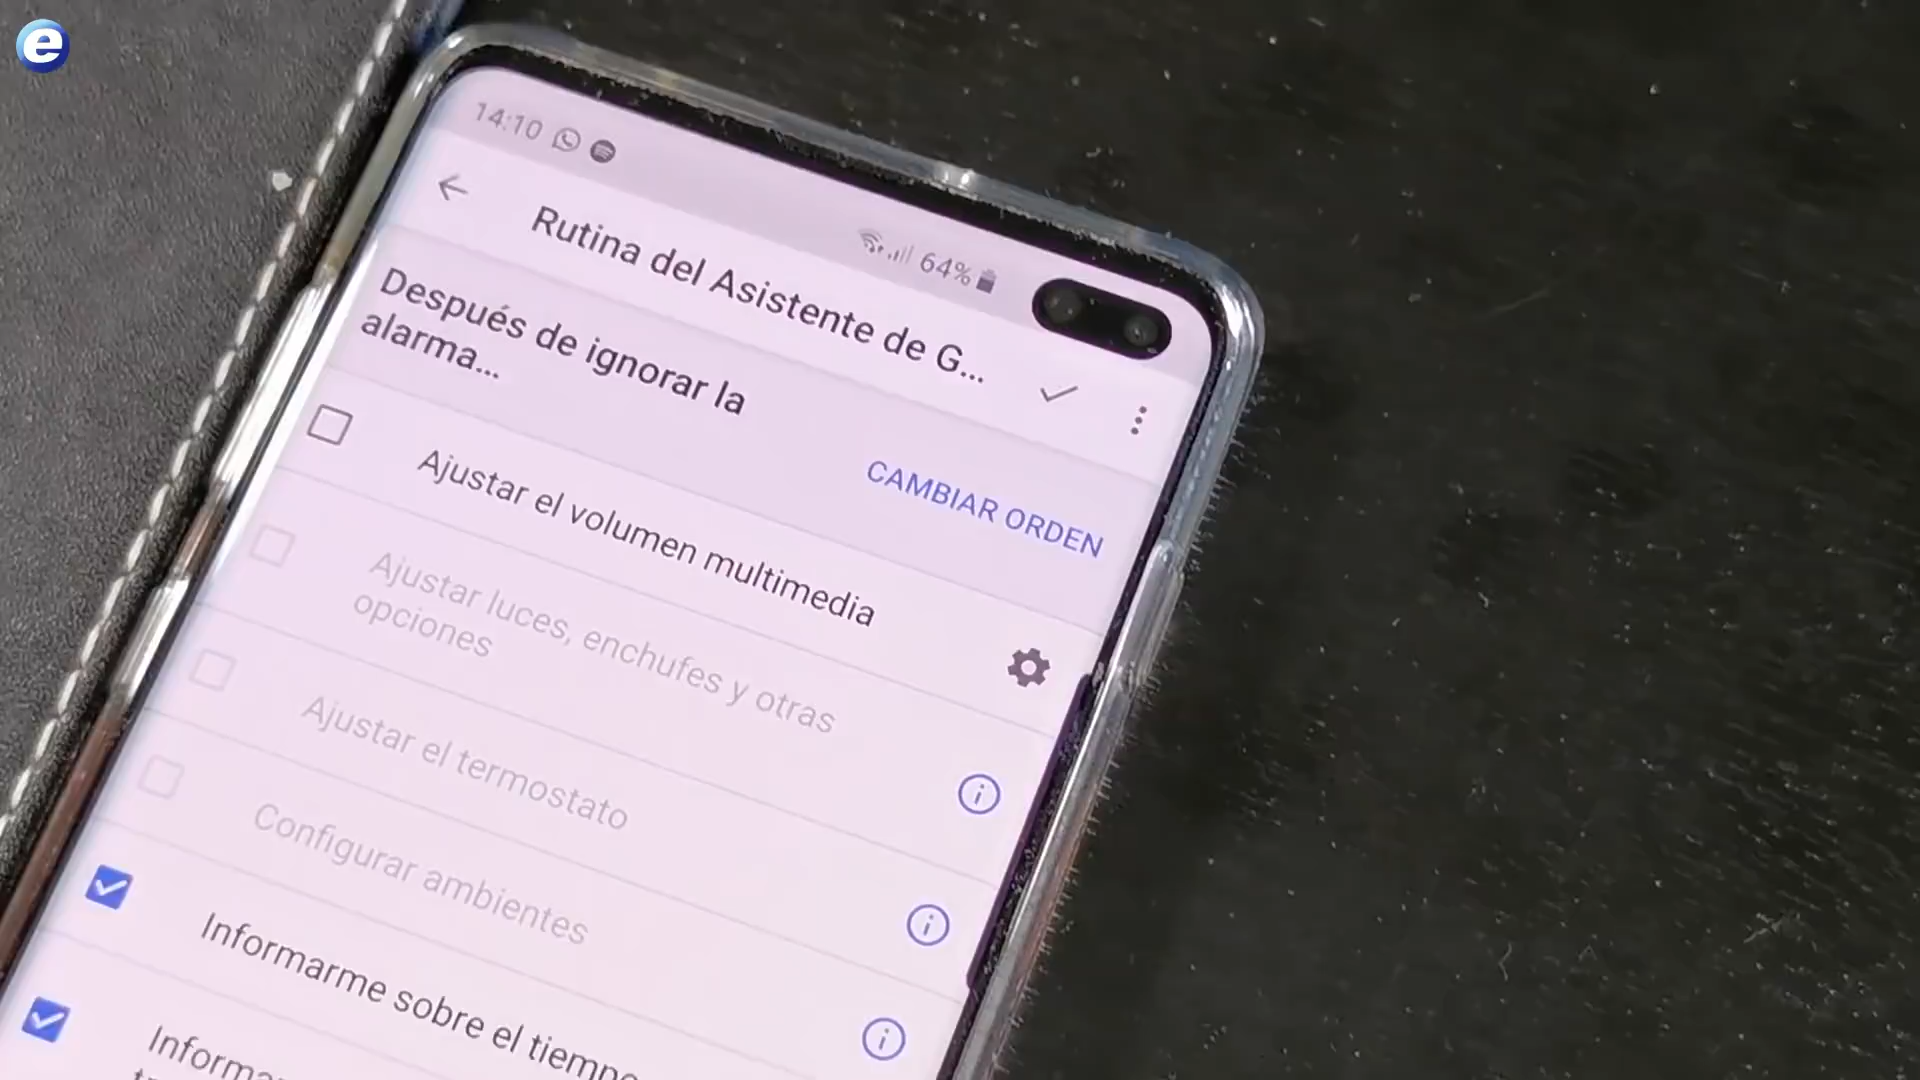 e
14:10
64%
Rutina del Asistente de G...
Después de ignorar la
alarma...
CAMBIAR ORDEN
Ajustar el volumen multimedia
Ajustar luces, enchufes y otras
opciones
Ajustar el termostato
Configurar ambientes
Informarme sobre el tiempo